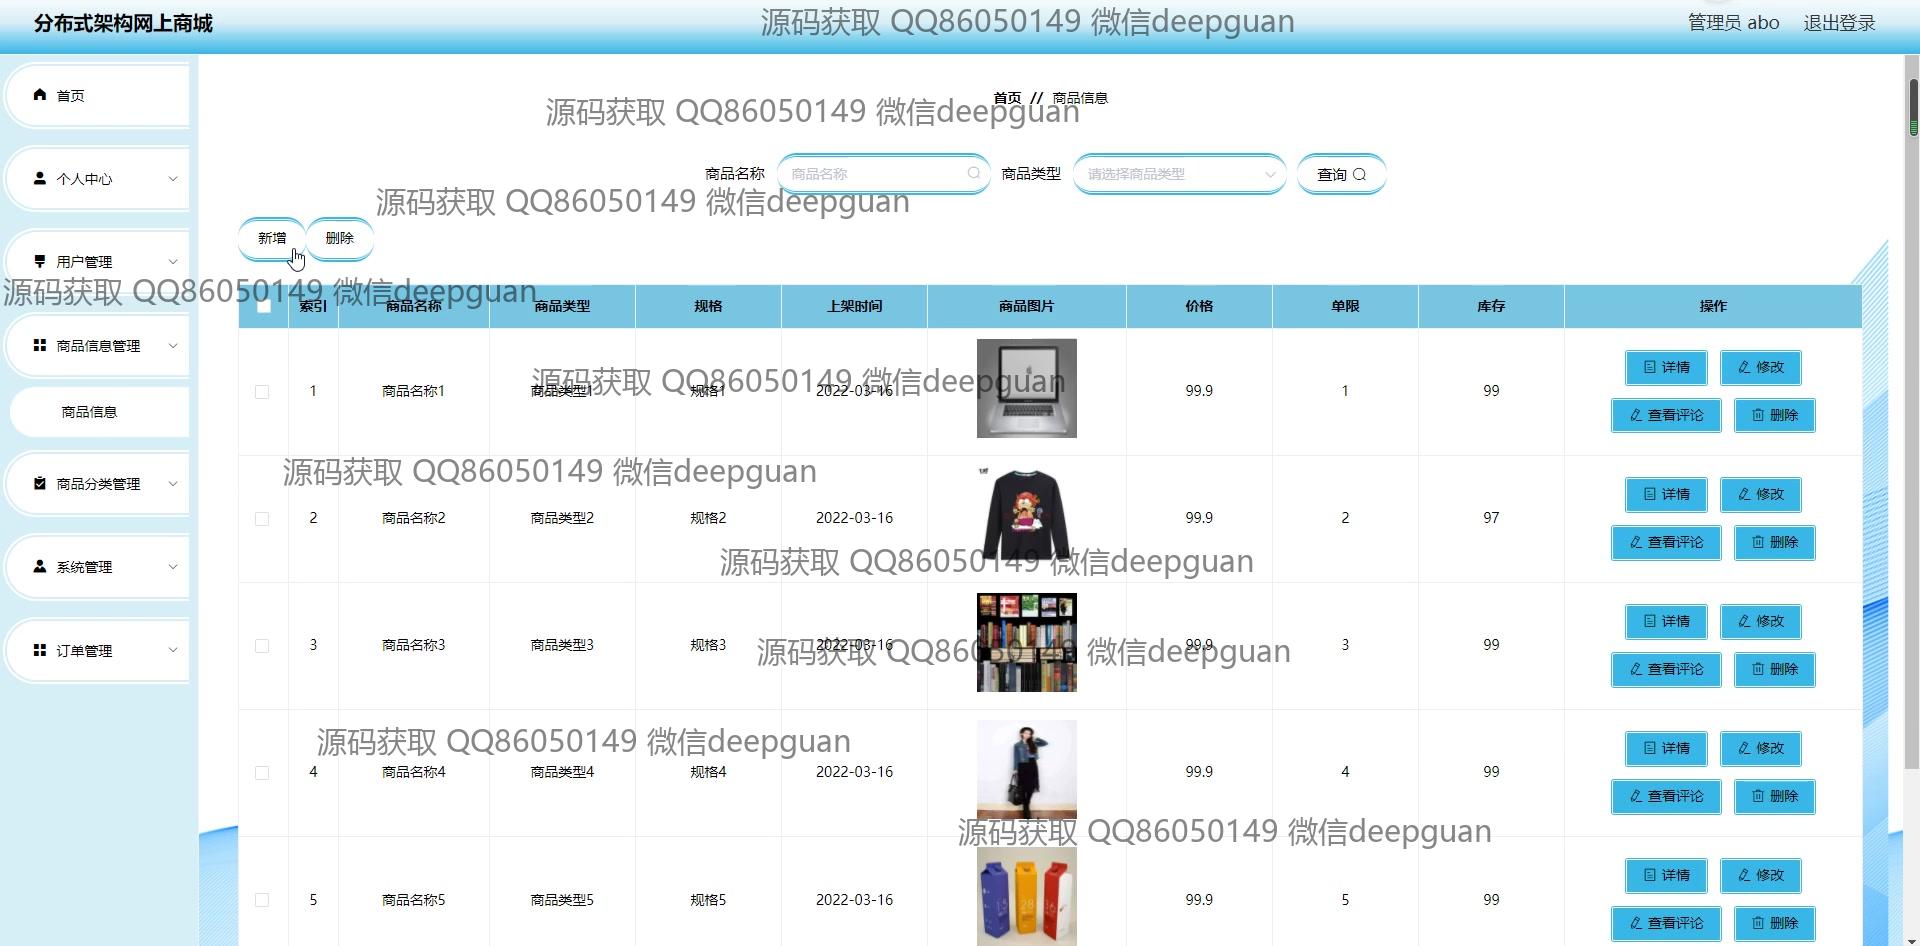 分布式架构网上商城
源码获取 QQ86050149 微信deepguan
管理员 abo 退出登录
首页
个人中心
用户管理
商品信息管理
商品信息
商品分类管理
系统管理
订单管理
首页 // 商品信息
源码获取 QQ86050149 微信deepguan
商品名称 商品名称 商品类型 请选择商品类型 查询
源码获取 QQ86050149 微信deepguan
新增 删除
源码获取 QQ86050149 微信deepguan
索引 商品名称 商品类型 规格 上架时间 商品图片 价格 单限 库存 操作
1 商品名称1 商品类型1 规格1 2022-03-16 99.9 1 99 详情 修改
查看评论 删除
源码获取 QQ86050149 微信deepguan
源码获取 QQ86050149 微信deepguan
2 商品名称2 商品类型2 规格2 2022-03-16 99.9 2 97 详情 修改
查看评论 删除
源码获取 QQ86050149 微信deepguan
3 商品名称3 商品类型3 规格3 2022-03-16 99.9 3 99 详情 修改
查看评论 删除
源码获取 QQ86050149 微信deepguan
源码获取 QQ86050149 微信deepguan
4 商品名称4 商品类型4 规格4 2022-03-16 99.9 4 99 详情 修改
查看评论 删除
源码获取 QQ86050149 微信deepguan
5 商品名称5 商品类型5 规格5 2022-03-16 99.9 5 99 详情 修改
查看评论 删除